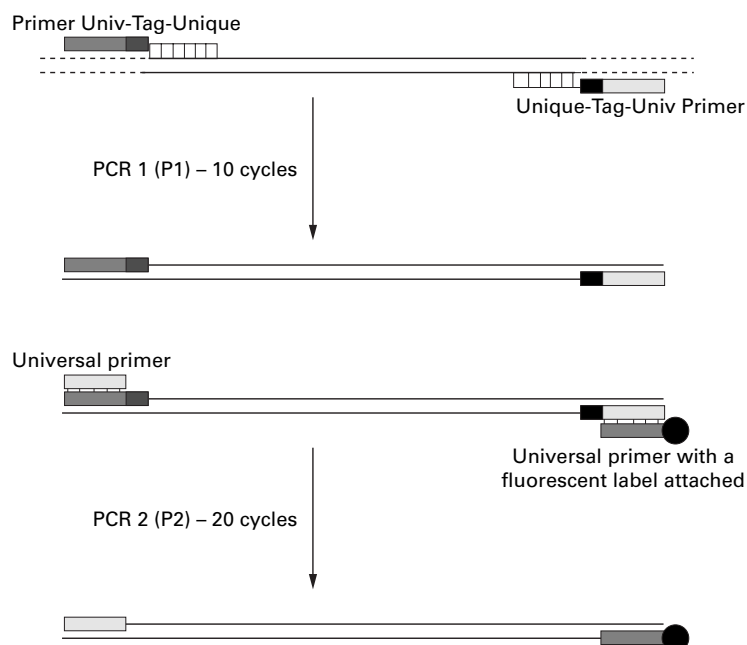 Primer Univ-Tag-Unique
Unique-Tag-Univ Primer
PCR 1 (P1) – 10 cycles
Universal primer
Universal primer with a
fluorescent label attached
PCR 2 (P2) – 20 cycles